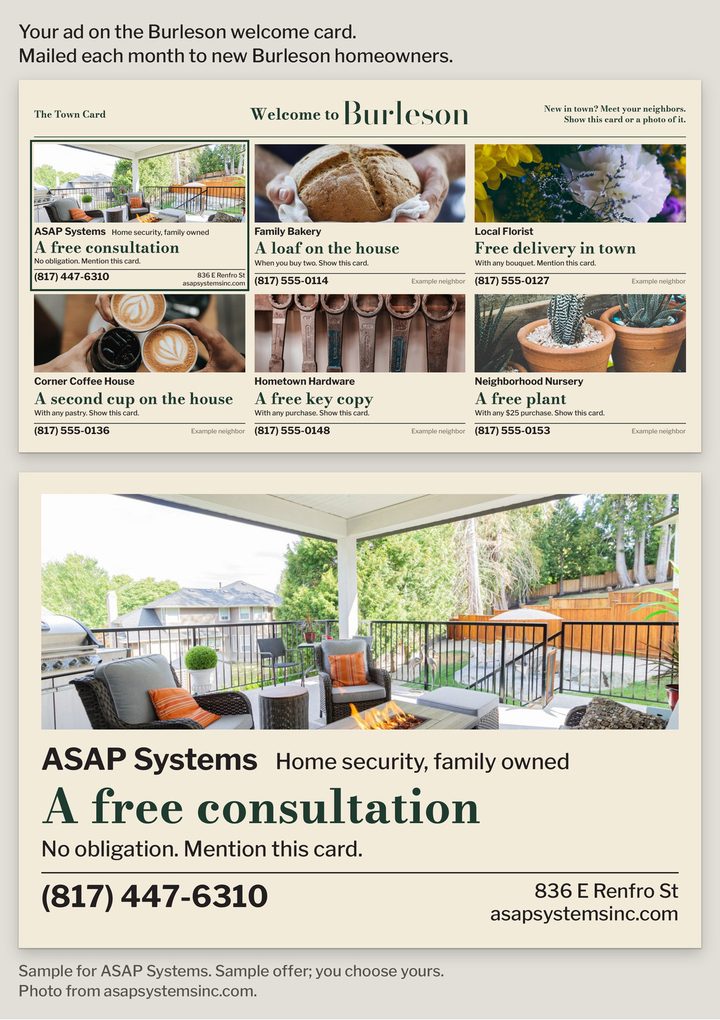 Your ad on the Burleson welcome card.
Mailed each month to new Burleson homeowners.
The Town Card
Welcome to Burleson
New in town? Meet your neighbors.
Show this card or a photo of it.
ASAP Systems Home security, family owned
A free consultation
No obligation. Mention this card.
(817) 447-6310
836 E Renfro St
asapsystemsinc.com
Family Bakery
A loaf on the house
When you buy two. Show this card.
(817) 555-0114
Example neighbor
Local Florist
Free delivery in town
With any bouquet. Mention this card.
(817) 555-0127
Example neighbor
Corner Coffee House
A second cup on the house
With any pastry. Show this card.
(817) 555-0136
Example neighbor
Hometown Hardware
A free key copy
With any purchase. Show this card.
(817) 555-0148
Example neighbor
Neighborhood Nursery
A free plant
With any $25 purchase. Show this card.
(817) 555-0153
Example neighbor
ASAP Systems Home security, family owned
A free consultation
No obligation. Mention this card.
(817) 447-6310
836 E Renfro St
asapsystemsinc.com
Sample for ASAP Systems. Sample offer; you choose yours.
Photo from asapsystemsinc.com.